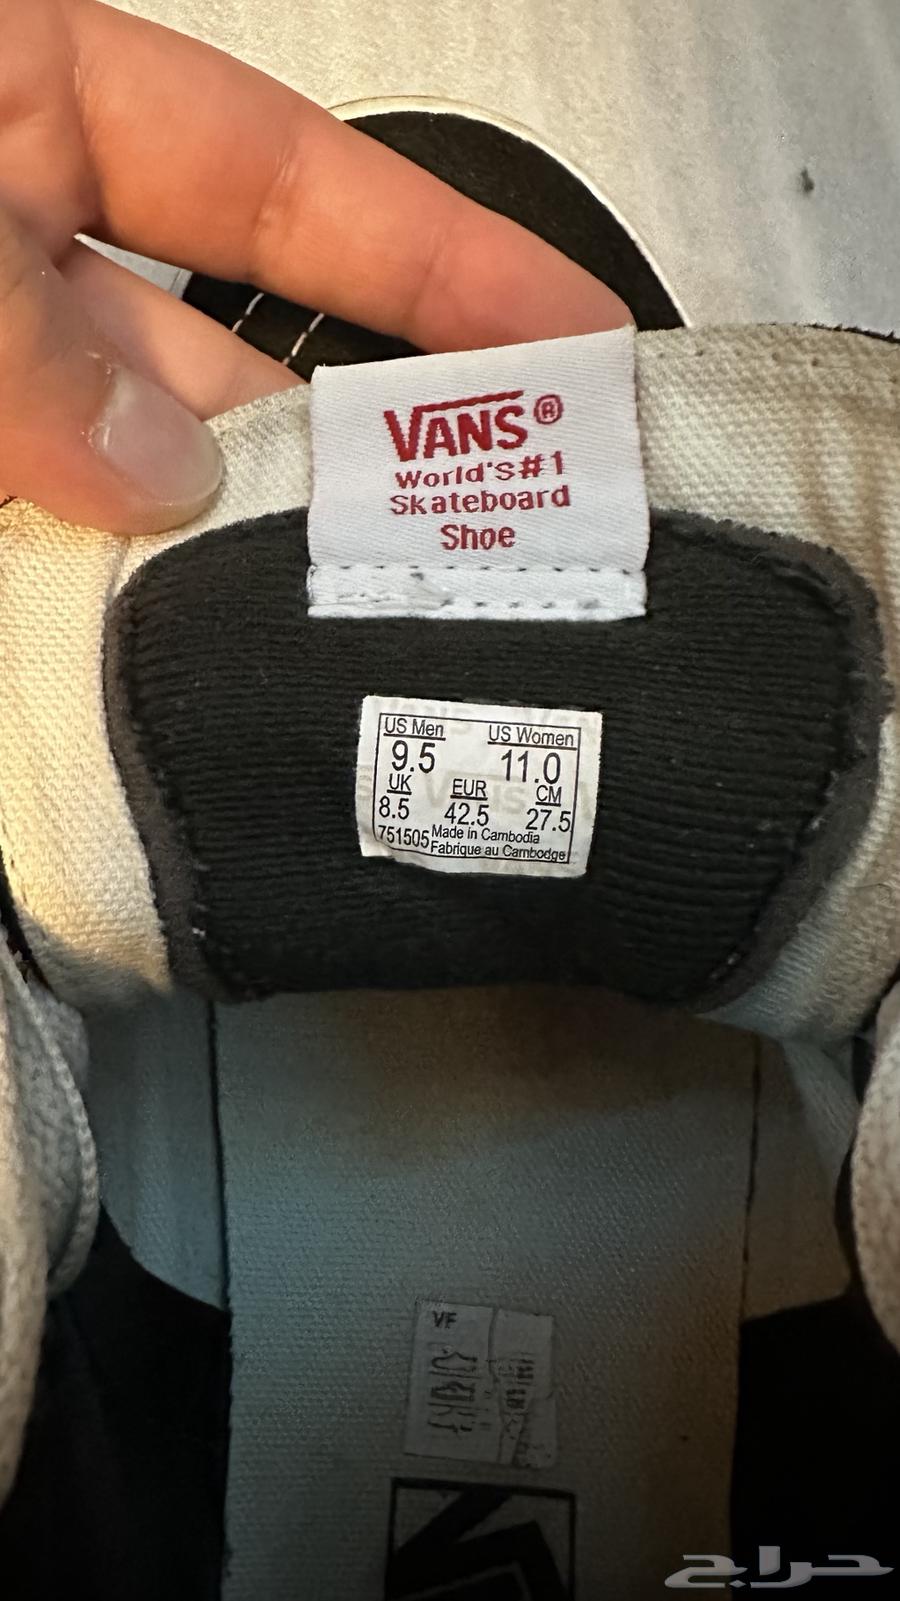 VANS®
World's #1
Skateboard
Shoe
US Men US Women
9.5 11.0
UK EUR CM
8.5 42.5 27.5
751505 Made in Cambodia
Fabriqué au Cambodge
VF
حراج